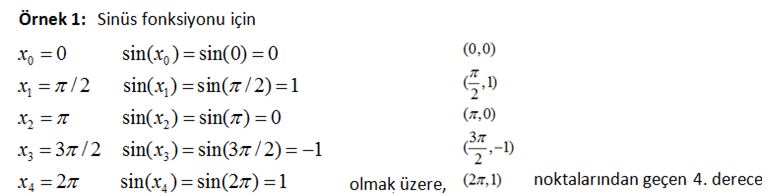 Örnek 1: Sinüs fonksiyonu için
x₀ = 0 sin(x₀) = sin(0) = 0 (0,0)
x₁ = π / 2 sin(x₁) = sin(π / 2) = 1 (π/2,1)
x₂ = π sin(x₂) = sin(π) = 0 (π,0)
x₃ = 3π / 2 sin(x₃) = sin(3π / 2) = −1 (3π/2,−1)
x₄ = 2π sin(x₄) = sin(2π) = 1 olmak üzere, (2π,1) noktalarından geçen 4. derece